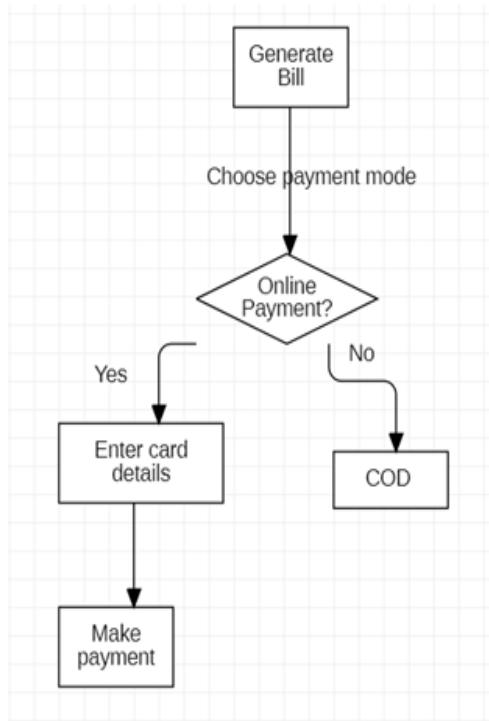 Generate
Bill
Choose payment mode
Online
Payment?
Yes
No
Enter card
details
COD
Make
payment